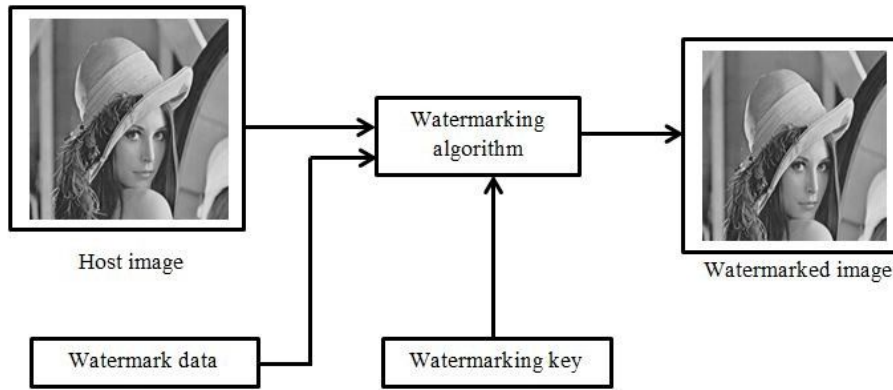 Watermarking
algorithm
Host image
Watermarked image
Watermark data
Watermarking key